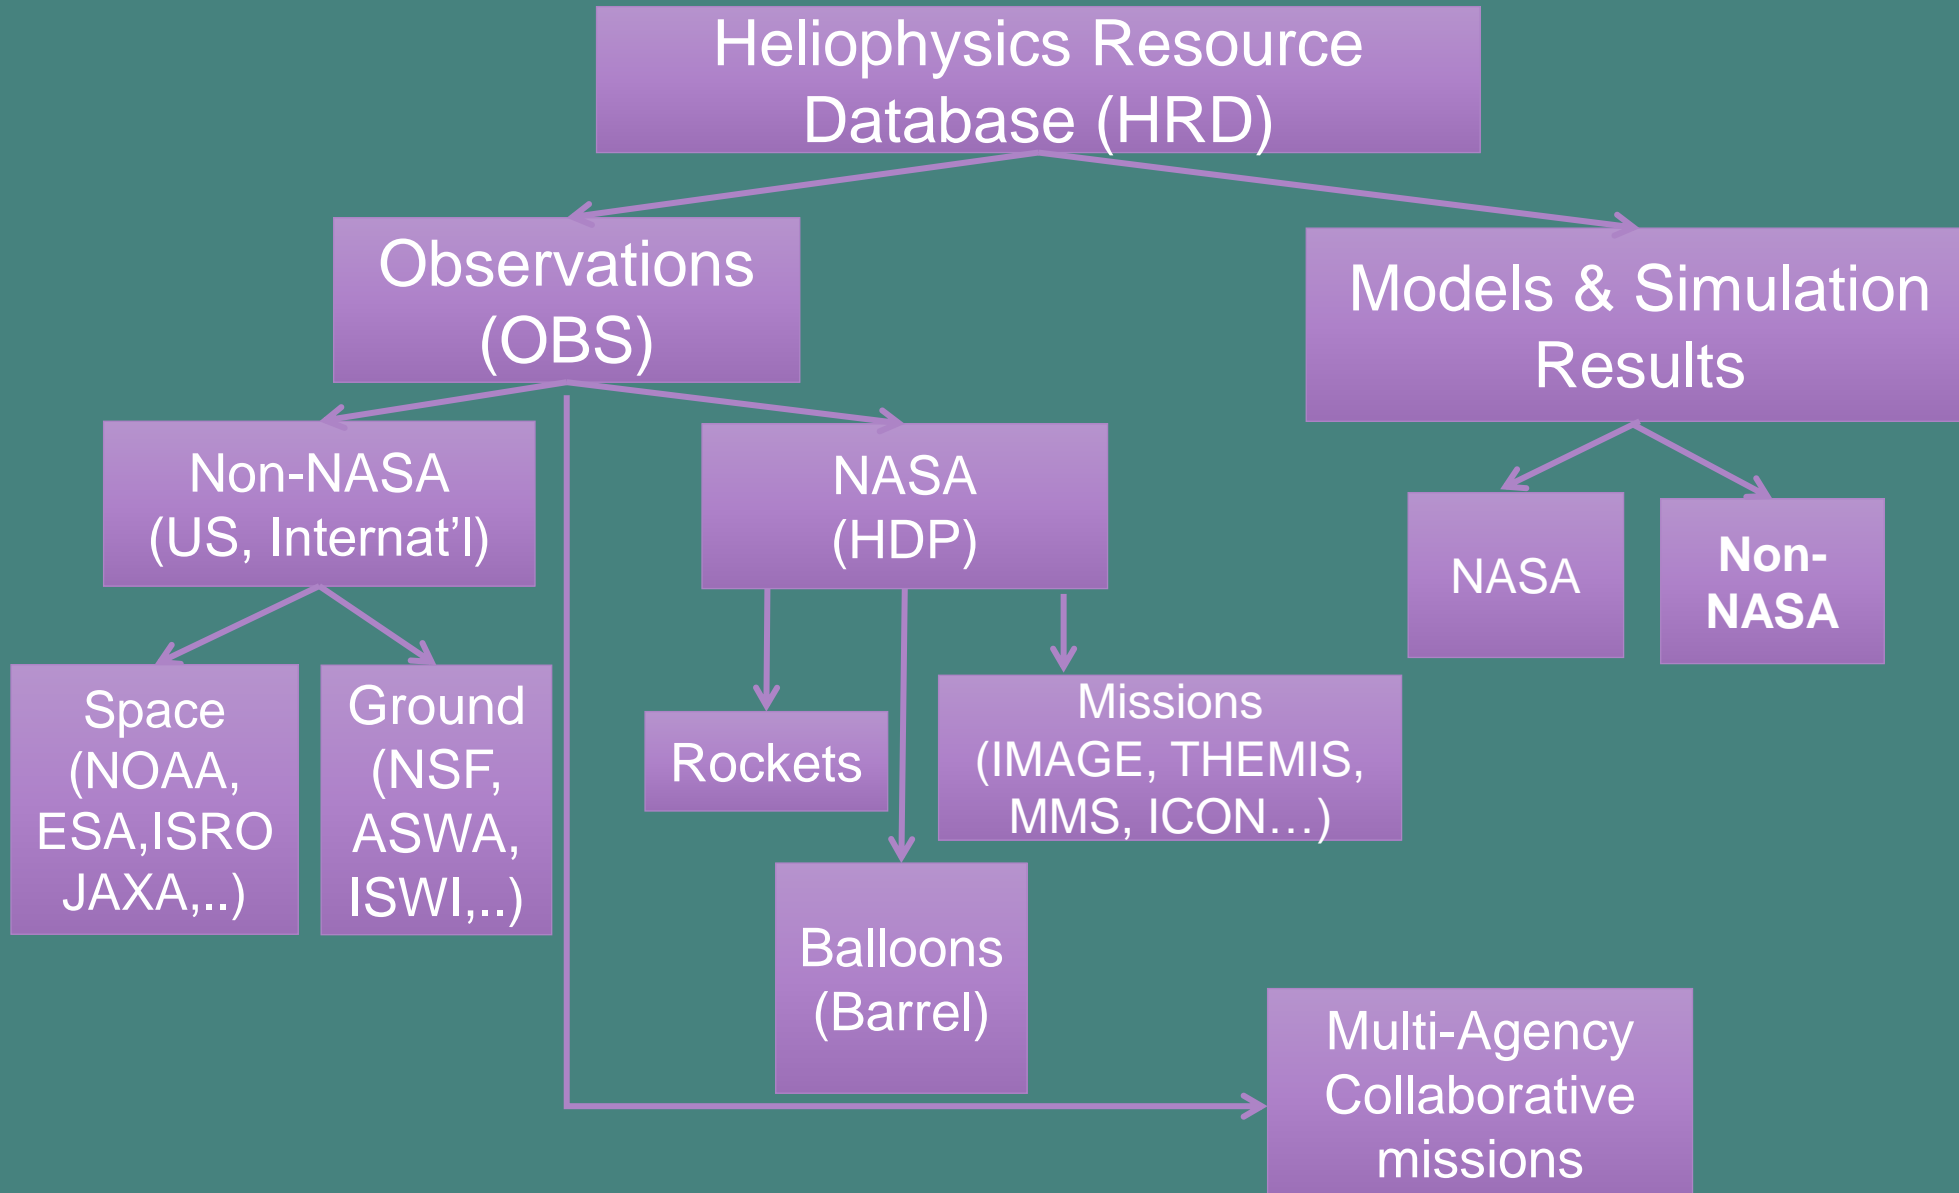 Heliophysics Resource
Database (HRD)
Observations
(OBS)
Models & Simulation
Results
Non-NASA
(US, Internat’l)
NASA
(HDP)
NASA
Non-
NASA
Space
(NOAA,
ESA,ISRO
JAXA,..)
Ground
(NSF,
ASWA,
ISWI,..)
Rockets
Missions
(IMAGE, THEMIS,
MMS, ICON…)
Balloons
(Barrel)
Multi-Agency
Collaborative
missions